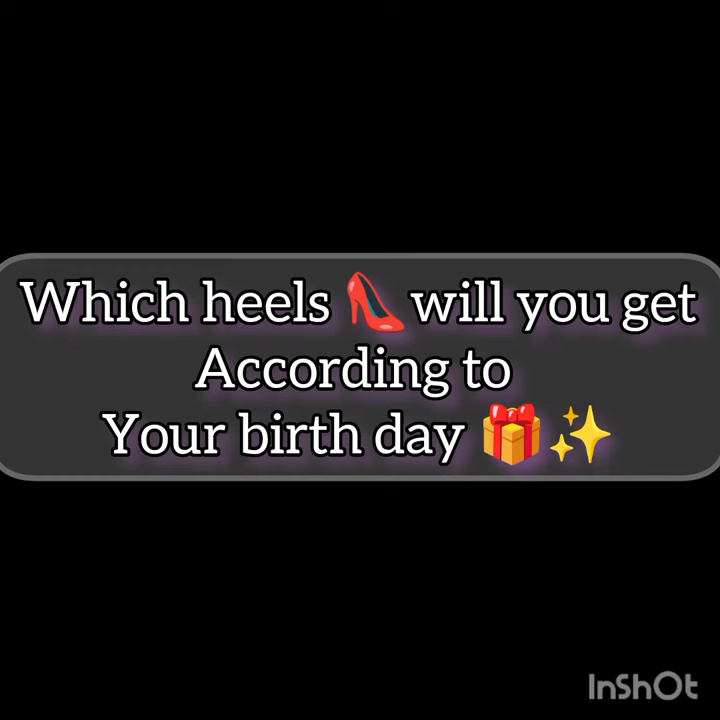 Which heels 👠 will you get
According to
Your birth day 🎁✨
InShOt